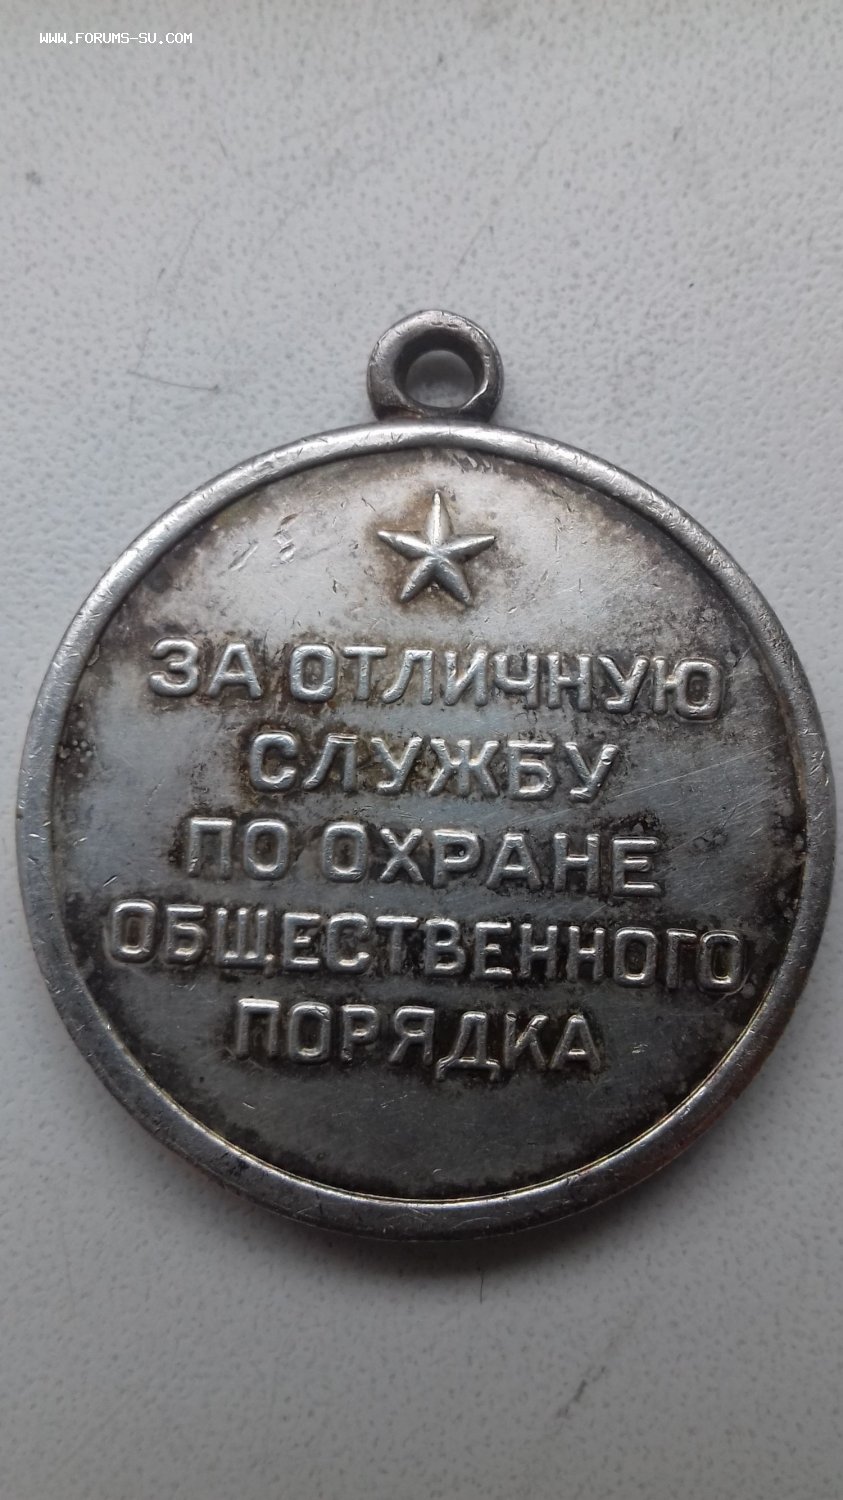 WWW.FORUMS-SU.COM
ЗА ОТЛИЧНУЮ
СЛУЖБУ
ПО ОХРАНЕ
ОБЩЕСТВЕННОГО
ПОРЯДКА